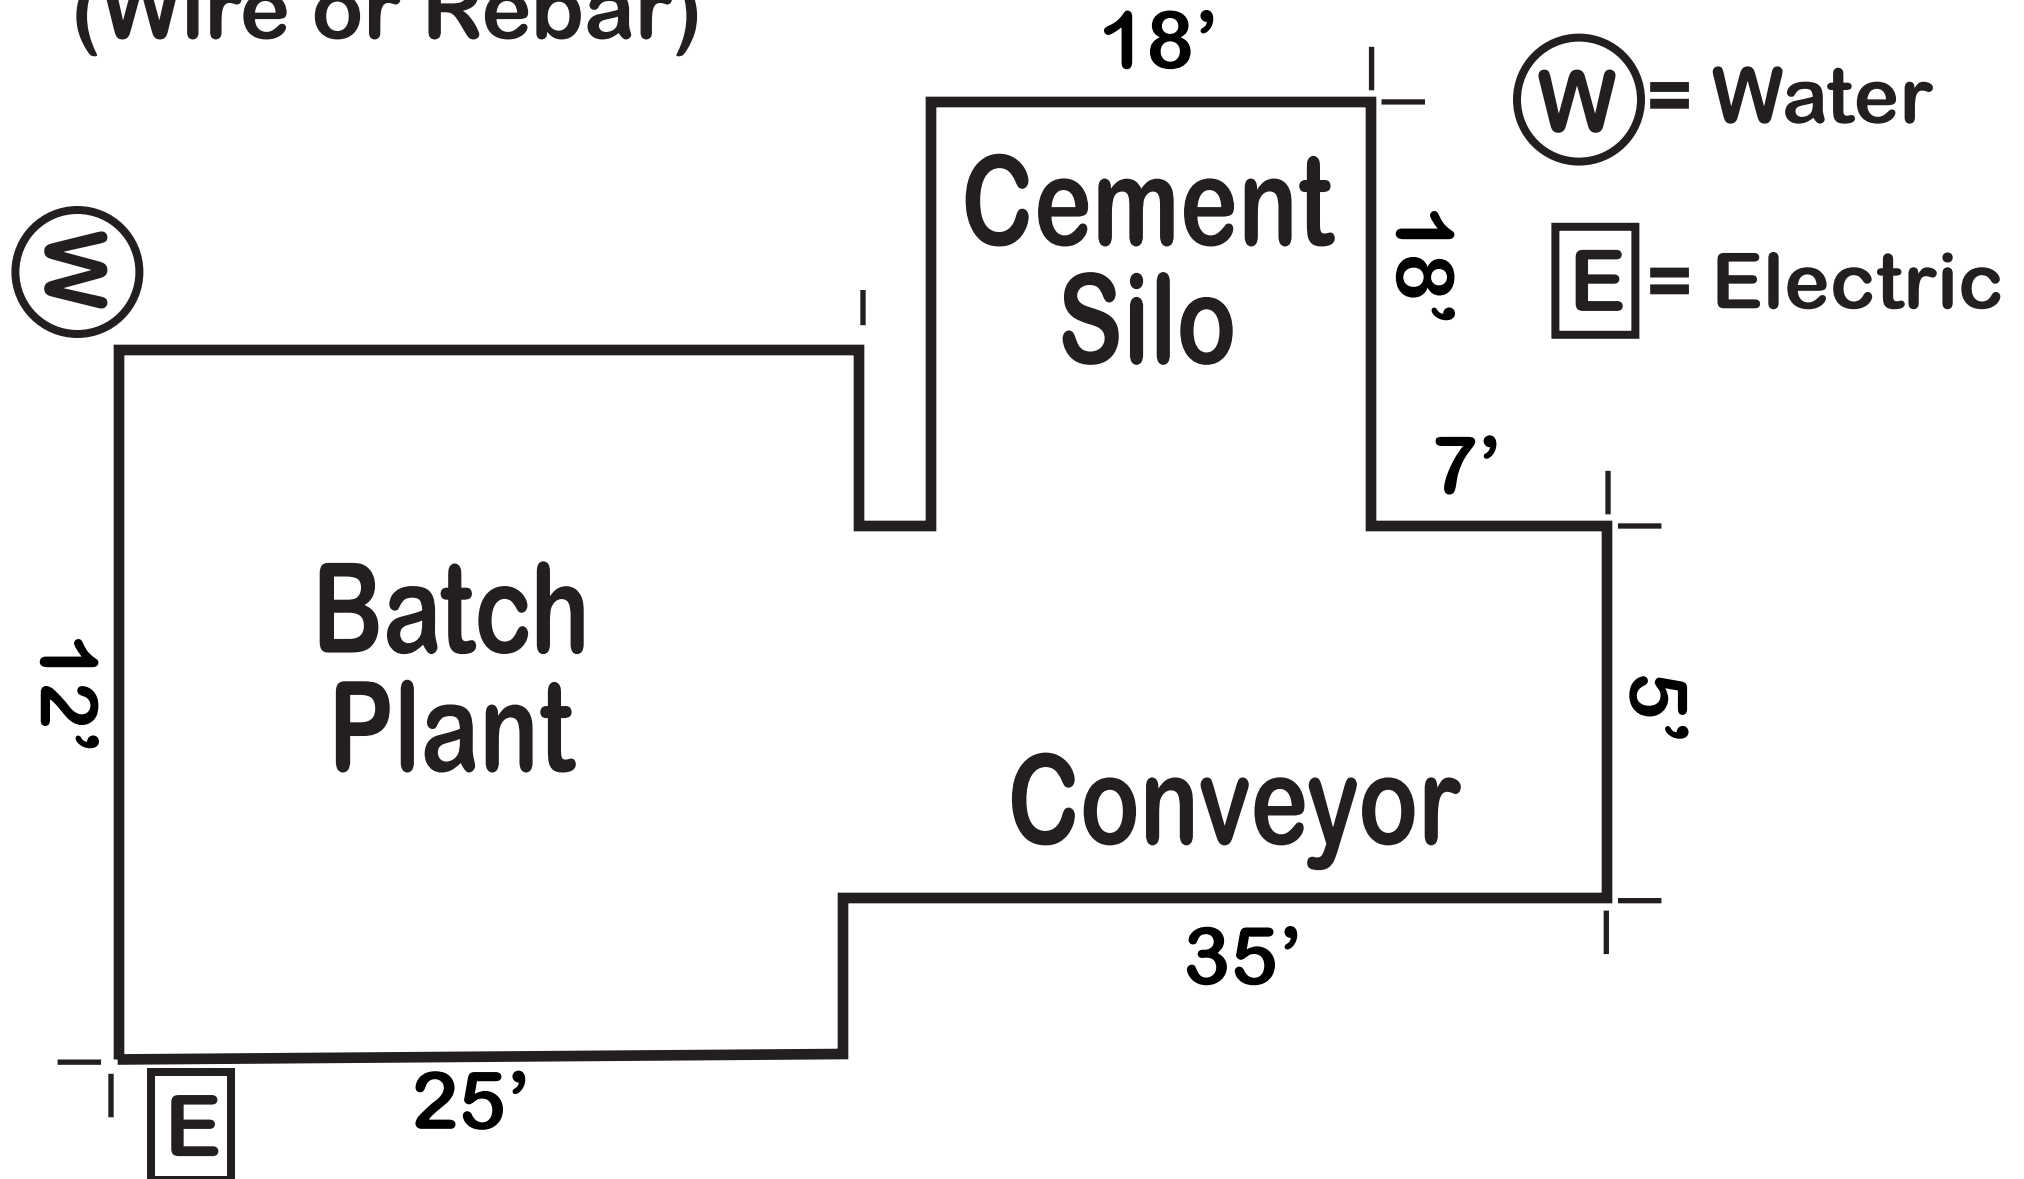 (Wire or Rebar)
18’
W = Water
Cement
Silo
18’
W
E = Electric
7’
Batch
Plant
12’
5’
Conveyor
35’
25’
E